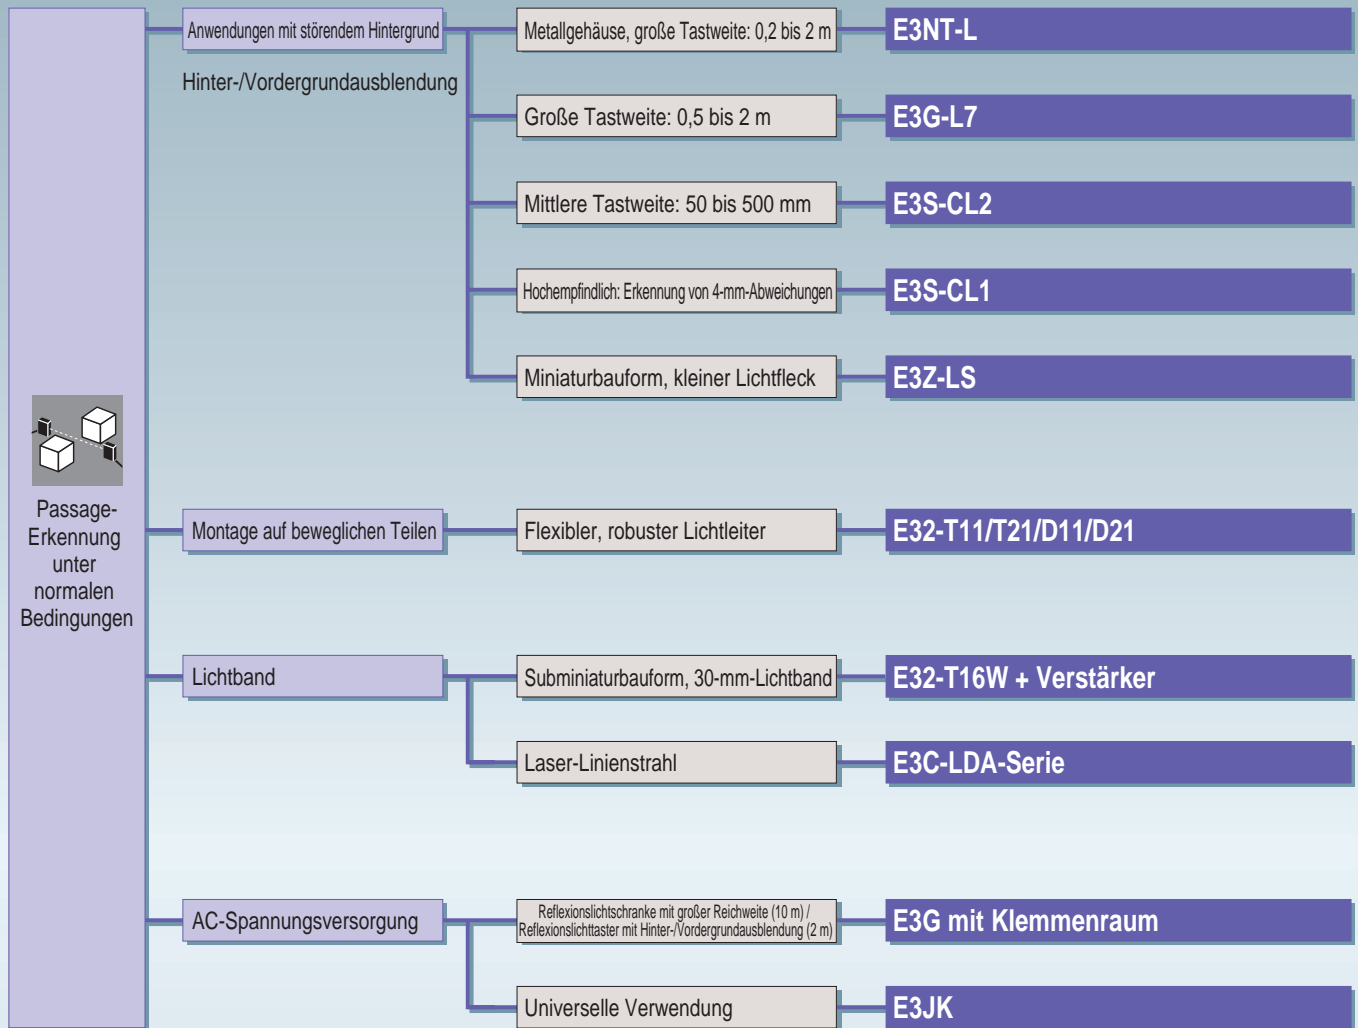 Anwendungen mit störendem Hintergrund
Metallgehäuse, große Tastweite: 0,2 bis 2 m
E3NT-L
Hinter-/Vordergrundausblendung
Große Tastweite: 0,5 bis 2 m
E3G-L7
Mittlere Tastweite: 50 bis 500 mm
E3S-CL2
Hochempfindlich: Erkennung von 4-mm-Abweichungen
E3S-CL1
Miniaturbauform, kleiner Lichtfleck
E3Z-LS
Passage-
Erkennung
unter
normalen
Bedingungen
Montage auf beweglichen Teilen
Flexibler, robuster Lichtleiter
E32-T11/T21/D11/D21
Lichtband
Subminiaturbauform, 30-mm-Lichtband
E32-T16W + Verstärker
Laser-Linienstrahl
E3C-LDA-Serie
AC-Spannungsversorgung
Reflexionslichtschranke mit großer Reichweite (10 m) /
Reflexionslichttaster mit Hinter-/Vordergrundausblendung (2 m)
E3G mit Klemmenraum
Universelle Verwendung
E3JK